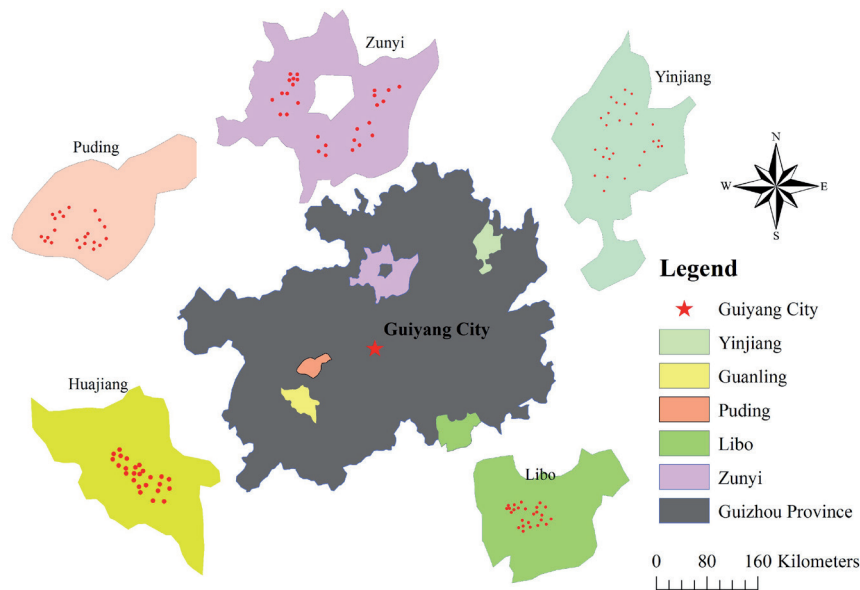 Zunyi
Yinjiang
Puding
N
W E
S
Legend
Guiyang City
Guiyang City
Yinjiang
Guanling
Huajiang
Puding
Libo
Libo
Zunyi
Guizhou Province
0 80 160 Kilometers